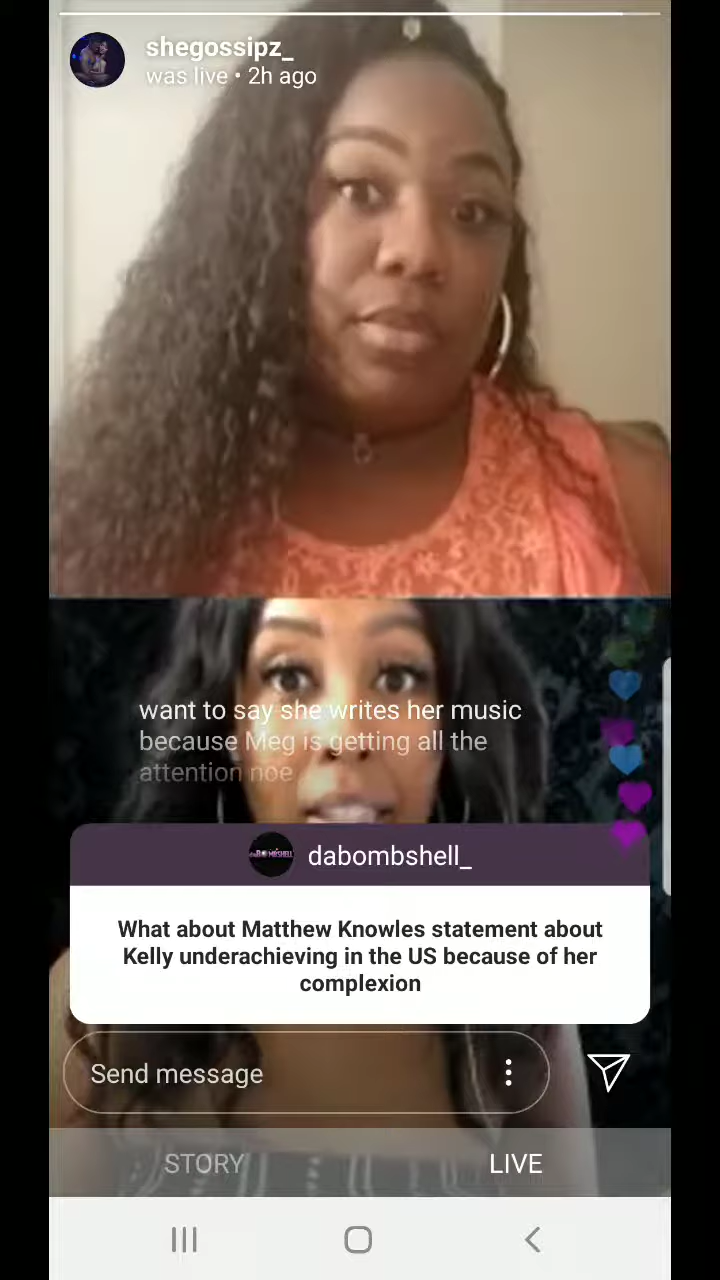 shegossipz_
was live • 2h ago
want to say she writes her music
because Meg is getting all the
attention noe
dabombshell_
What about Matthew Knowles statement about
Kelly underachieving in the US because of her
complexion
Send message
STORY
LIVE